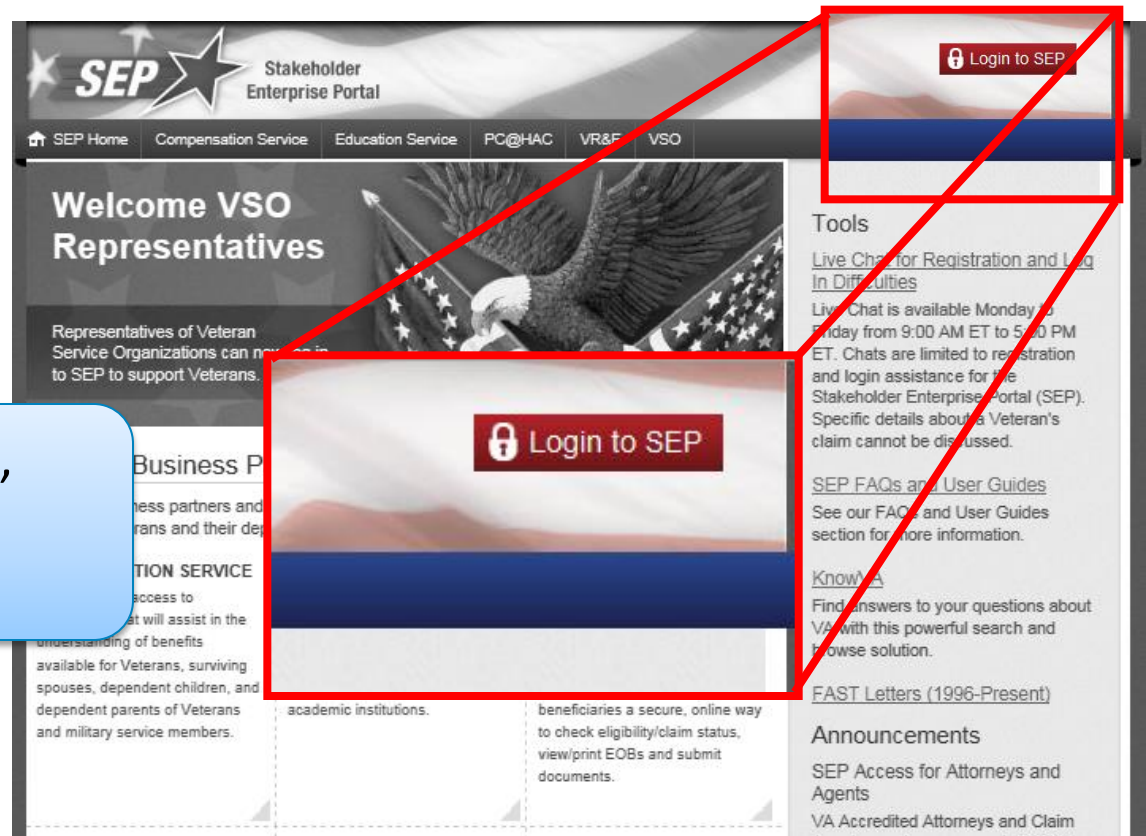 SEP
Stakeholder
Enterprise Portal
Login to SEP
SEP Home Compensation Service Education Service PC@HAC VR&E VSO
Welcome VSO
Representatives
Representatives of Veteran
Service Organizations can now in
to SEP to support Veterans.
Login to SEP
,
Business P
ness partners and
rans and their dep
TION SERVICE
access to
at will assist in the
understanding of benefits
available for Veterans, surviving
spouses, dependent children, and
dependent parents of Veterans
and military service members.
academic institutions.
beneficiaries a secure, online way
to check eligibility/claim status,
view/print EOBs and submit
documents.
Tools
Live Chat for Registration and Log
In Difficulties
Live Chat is available Monday to
Friday from 9:00 AM ET to 5:00 PM
ET. Chats are limited to registration
and login assistance for the
Stakeholder Enterprise Portal (SEP).
Specific details about a Veteran's
claim cannot be discussed.
SEP FAQs and User Guides
See our FAQs and User Guides
section for more information.
KnowVA
Find answers to your questions about
VA with this powerful search and
browse solution.
FAST Letters (1996-Present)
Announcements
SEP Access for Attorneys and
Agents
VA Accredited Attorneys and Claim